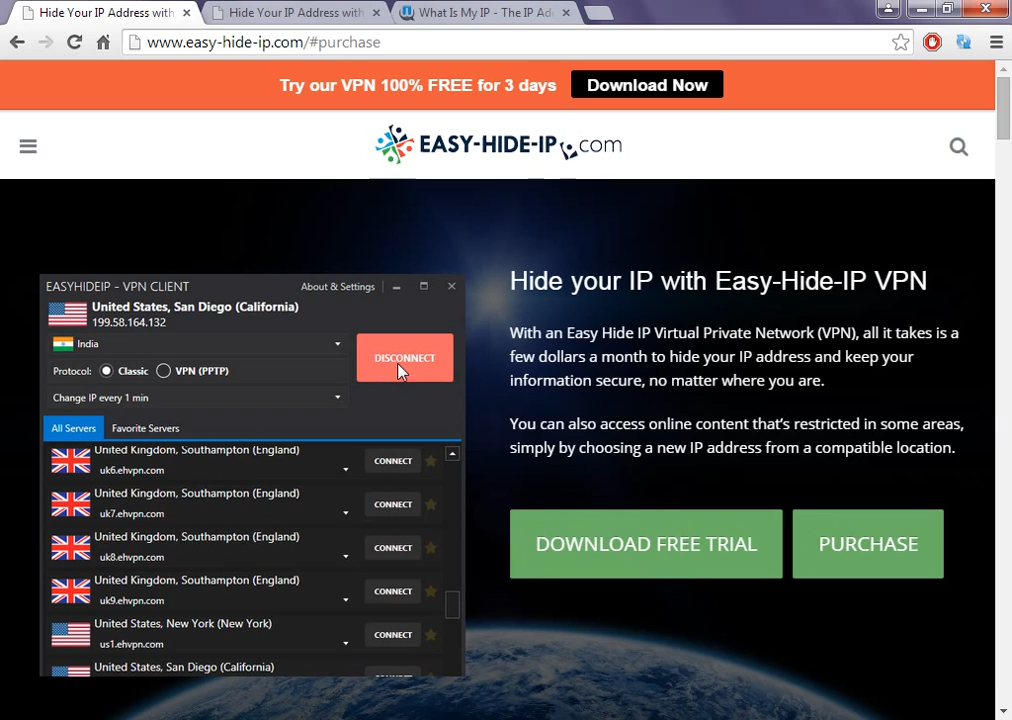 Hide Your IP Address with
Hide Your IP Address with
What Is My IP - The IP Ad
www.easy-hide-ip.com/#purchase
Try our VPN 100% FREE for 3 days
Download Now
EASY-HIDE-IP.com
EASYHIDEIP - VPN CLIENT
About & Settings
United States, San Diego (California)
199.58.164.132
India
DISCONNECT
Protocol: Classic VPN (PPTP)
Change IP every 1 min
All Servers Favorite Servers
United Kingdom, Southampton (England)
uk6.ehvpn.com
CONNECT
United Kingdom, Southampton (England)
uk7.ehvpn.com
CONNECT
United Kingdom, Southampton (England)
uk8.ehvpn.com
CONNECT
United Kingdom, Southampton (England)
uk9.ehvpn.com
CONNECT
United States, New York (New York)
us1.ehvpn.com
CONNECT
United States, San Diego (California)
Hide your IP with Easy-Hide-IP VPN
With an Easy Hide IP Virtual Private Network (VPN), all it takes is a
few dollars a month to hide your IP address and keep your
information secure, no matter where you are.
You can also access online content that's restricted in some areas,
simply by choosing a new IP address from a compatible location.
DOWNLOAD FREE TRIAL
PURCHASE